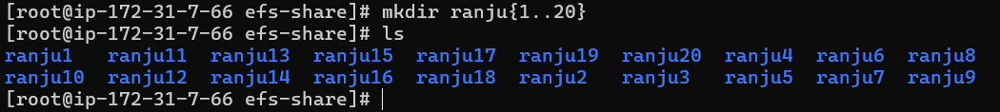 [root@ip-172-31-7-66 efs-share]# mkdir ranju{1..20}
[root@ip-172-31-7-66 efs-share]# ls
ranju1 ranju11 ranju13 ranju15 ranju17 ranju19 ranju20 ranju4 ranju6 ranju8
ranju10 ranju12 ranju14 ranju16 ranju18 ranju2 ranju3 ranju5 ranju7 ranju9
[root@ip-172-31-7-66 efs-share]#